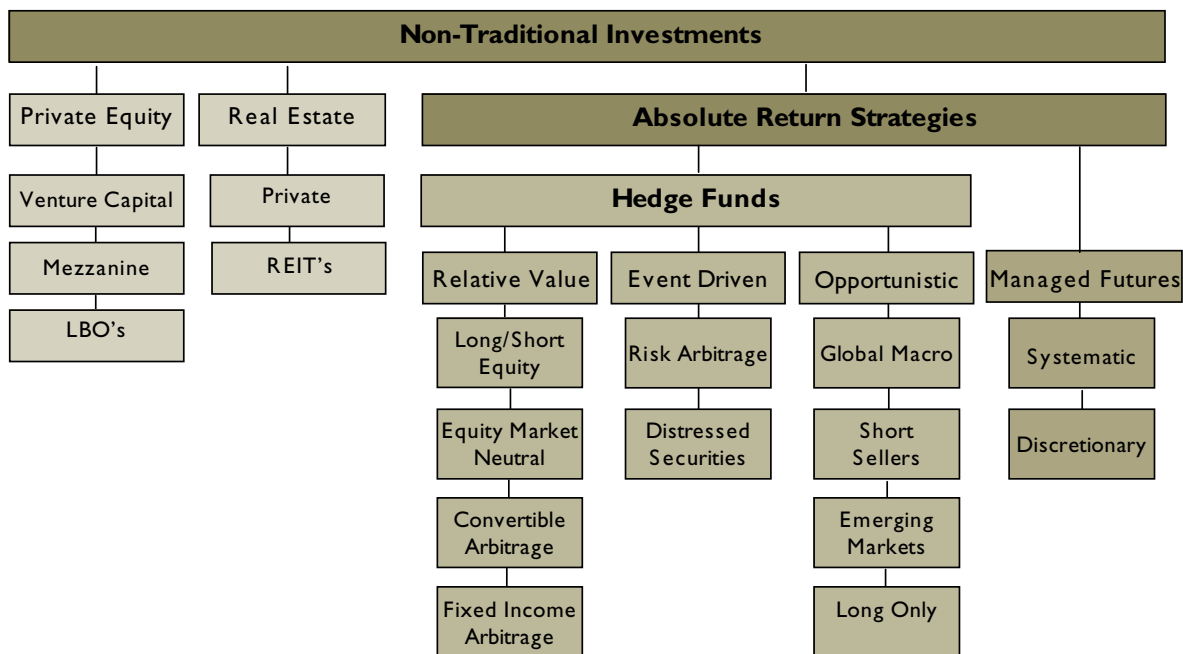 Non-Traditional Investments
Private Equity
Real Estate
Absolute Return Strategies
Venture Capital
Private
Hedge Funds
Mezzanine
REIT's
LBO's
Relative Value
Event Driven
Opportunistic
Managed Futures
Long/Short
Equity
Risk Arbitrage
Global Macro
Systematic
Equity Market
Neutral
Distressed
Securities
Short
Sellers
Discretionary
Convertible
Arbitrage
Emerging
Markets
Fixed Income
Arbitrage
Long Only